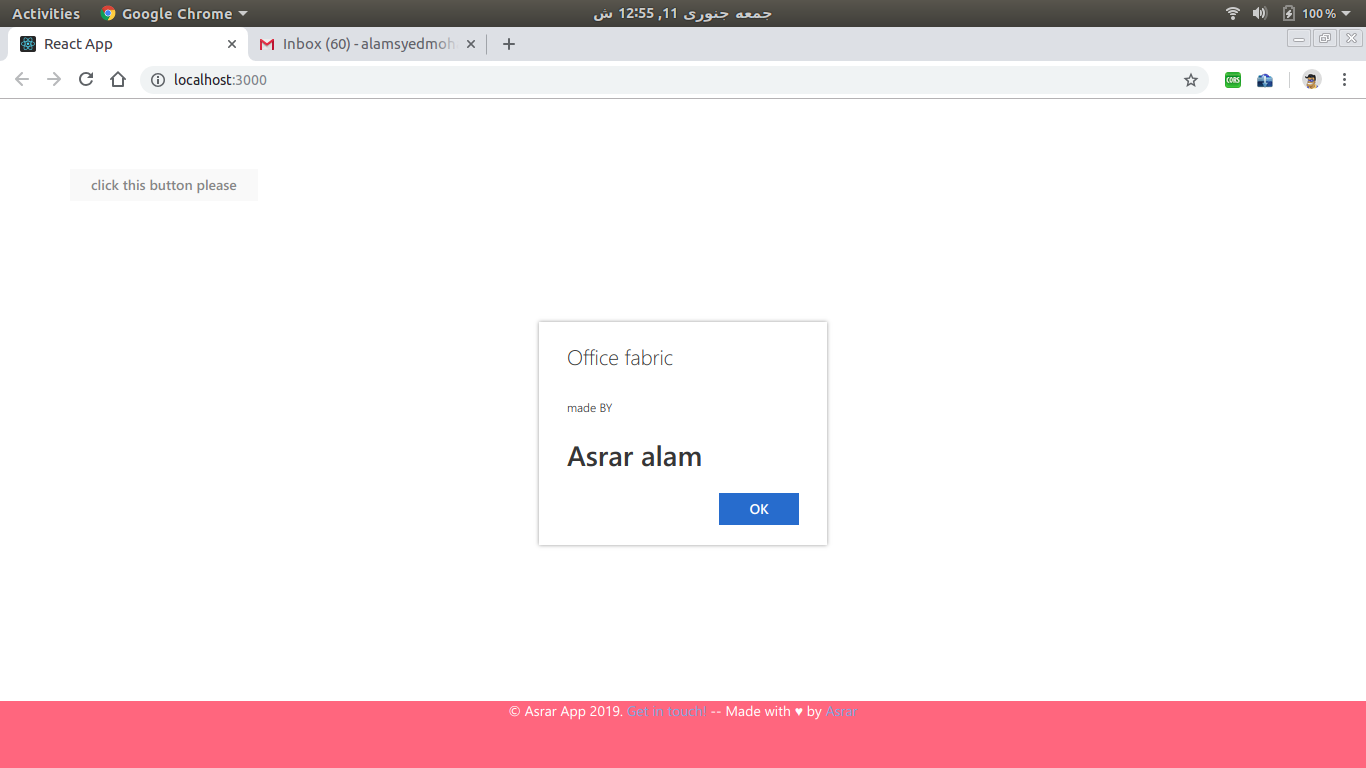 Activities Google Chrome جمعه جنوری 11, 12:55 ش 100 %
React App Inbox (60) - alamsyedmoh
localhost:3000 CORS
click this button please
Office fabric
made BY
Asrar alam
OK
© Asrar App 2019. Get in touch! -- Made with ♥ by Asrar